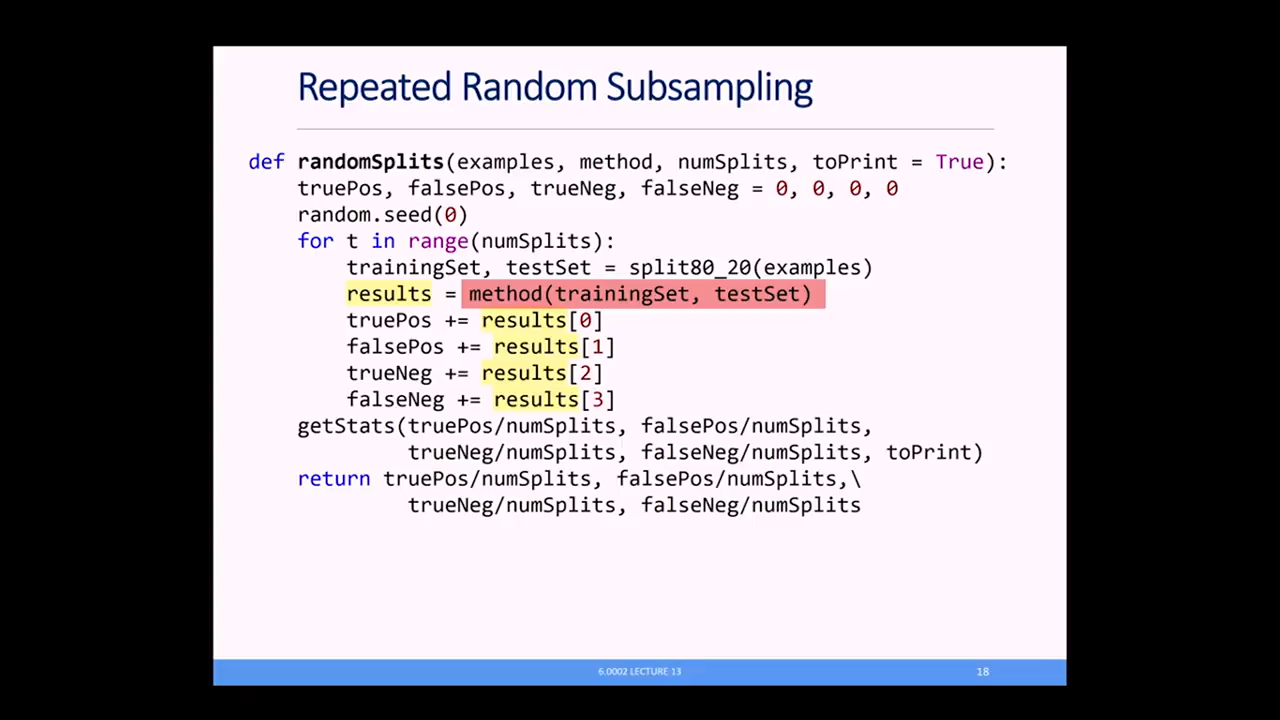 Repeated Random Subsampling
def randomSplits(examples, method, numSplits, toPrint = True):
    truePos, falsePos, trueNeg, falseNeg = 0, 0, 0, 0
    random.seed(0)
    for t in range(numSplits):
        trainingSet, testSet = split80_20(examples)
        results = method(trainingSet, testSet)
        truePos += results[0]
        falsePos += results[1]
        trueNeg += results[2]
        falseNeg += results[3]
    getStats(truePos/numSplits, falsePos/numSplits,
             trueNeg/numSplits, falseNeg/numSplits, toPrint)
    return truePos/numSplits, falsePos/numSplits,\
             trueNeg/numSplits, falseNeg/numSplits
6.0002 LECTURE 13
18